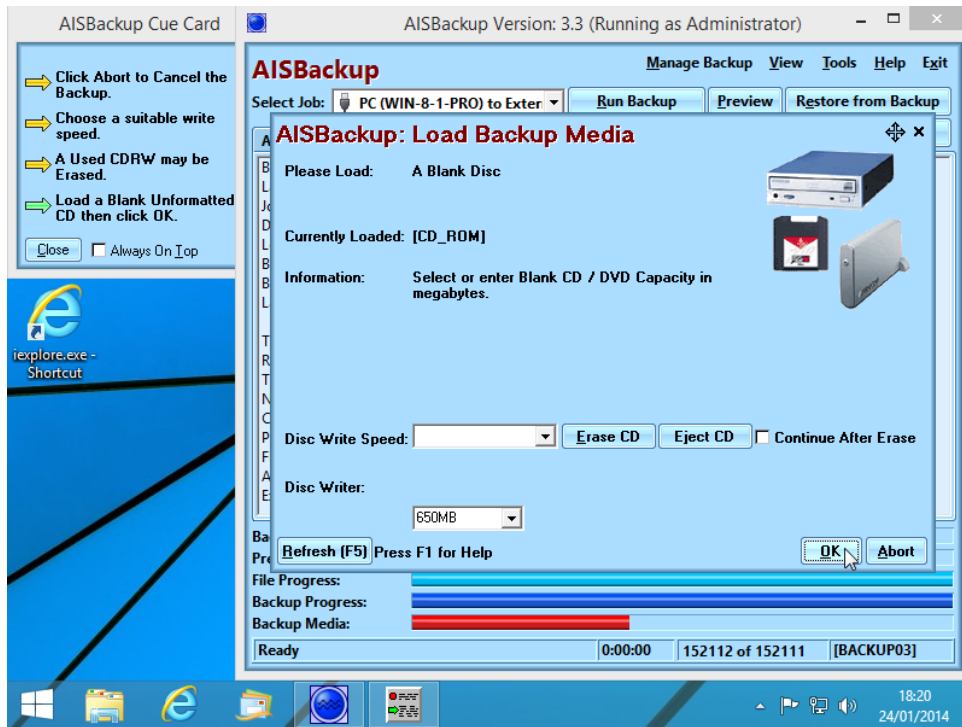 AISBackup Cue Card
Click Abort to Cancel the
Backup.
Choose a suitable write
speed.
A Used CDRW may be
Erased.
Load a Blank Unformatted
CD then click OK.
Close
Always On Top
iexplore.exe -
Shortcut
AISBackup Version: 3.3 (Running as Administrator)
AISBackup
Manage Backup View Tools Help Exit
Select Job: PC (WIN-8-1-PRO) to Exter Run Backup Preview Restore from Backup
AISBackup: Load Backup Media
Please Load: A Blank Disc
Currently Loaded: [CD_ROM]
Information: Select or enter Blank CD / DVD Capacity in
megabytes.
Disc Write Speed: Erase CD Eject CD Continue After Erase
Disc Writer:
650MB
Refresh (F5) Press F1 for Help OK Abort
File Progress:
Backup Progress:
Backup Media:
Ready 0:00:00 152112 of 152111 [BACKUP03]
18:20
24/01/2014